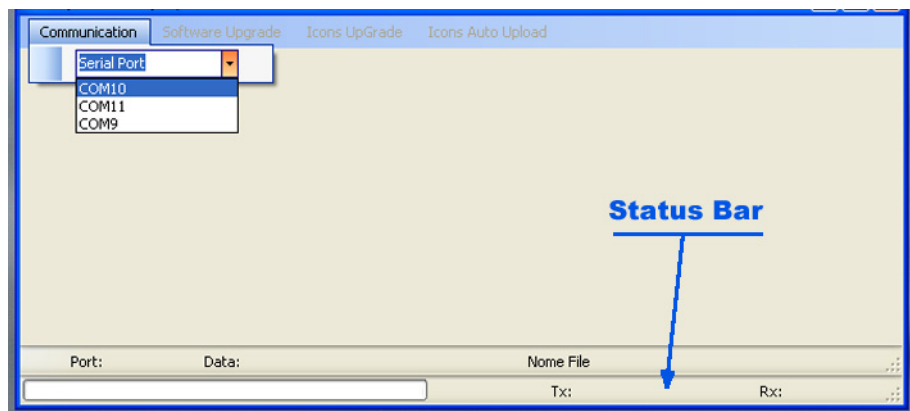 Communication Software Upgrade Icons UpGrade Icons Auto Upload
Serial Port
COM10
COM11
COM9
Status Bar
Port: Data: Nome File
Tx: Rx: